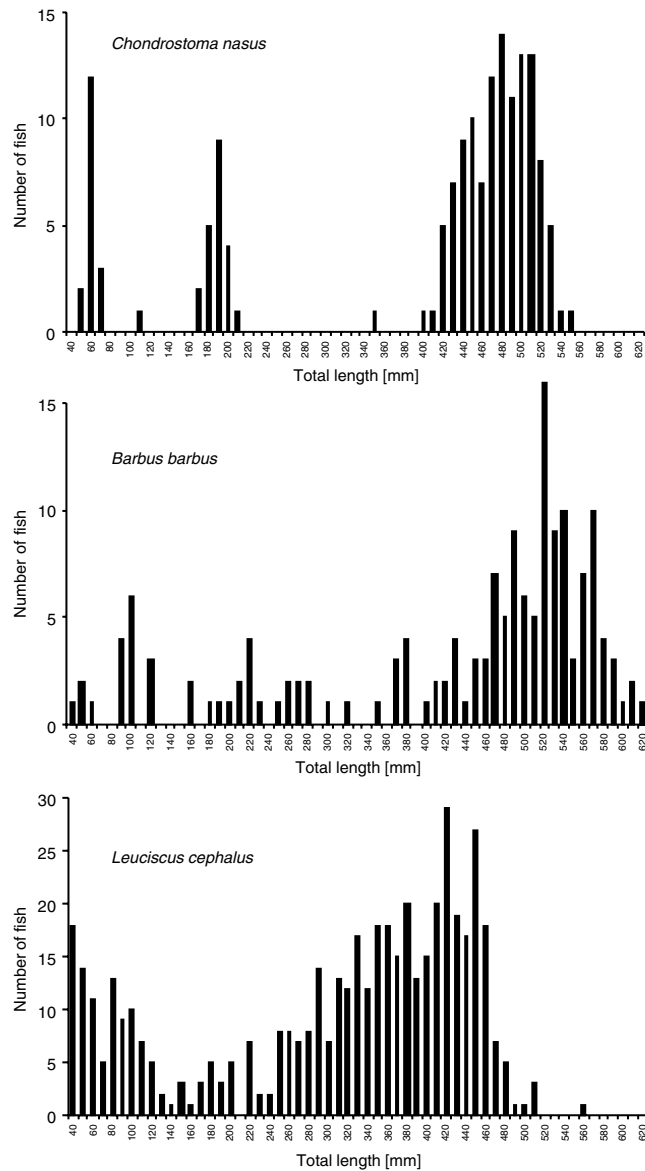 15
Chondrostoma nasus
10
5
0
Number of fish
40 60 80 100 120 140 160 180 200 220 240 260 280 300 320 340 360 380 400 420 440 460 480 500 520 540 560 580 600 620
Total length [mm]
15
Barbus barbus
10
5
0
Number of fish
40 60 80 100 120 140 160 180 200 220 240 260 280 300 320 340 360 380 400 420 440 460 480 500 520 540 560 580 600 620
Total length [mm]
30
25
Leuciscus cephalus
20
15
10
5
0
Number of fish
40 60 80 100 120 140 160 180 200 220 240 260 280 300 320 340 360 380 400 420 440 460 480 500 520 540 560 580 600 620
Total length [mm]